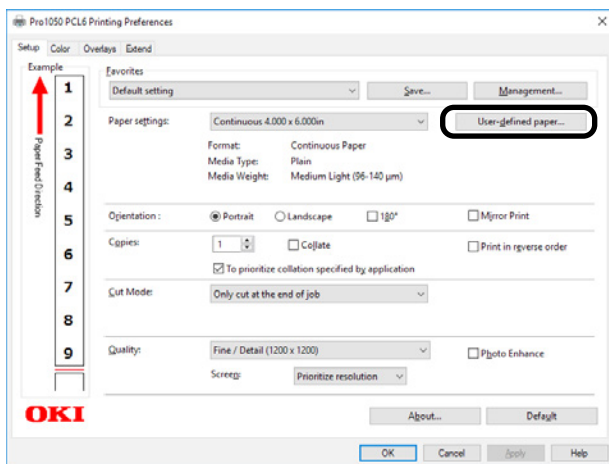 Pro1050 PCL6 Printing Preferences
Setup Color Overlays Extend
Example
1
2
3
4
5
6
7
8
9
Paper Feed Direction
OKI
Favorites
Default setting Save... Management...
Paper settings: Continuous 4.000 x 6.000in User-defined paper...
Format: Continuous Paper
Media Type: Plain
Media Weight: Medium Light (96-140 μm)
Orientation : Portrait Landscape 180° Mirror Print
Copies: 1 Collate Print in reverse order
To prioritize collation specified by application
Cut Mode: Only cut at the end of job
Quality: Fine / Detail (1200 x 1200) Photo Enhance
Screen: Prioritize resolution
About... Default
OK Cancel Apply Help